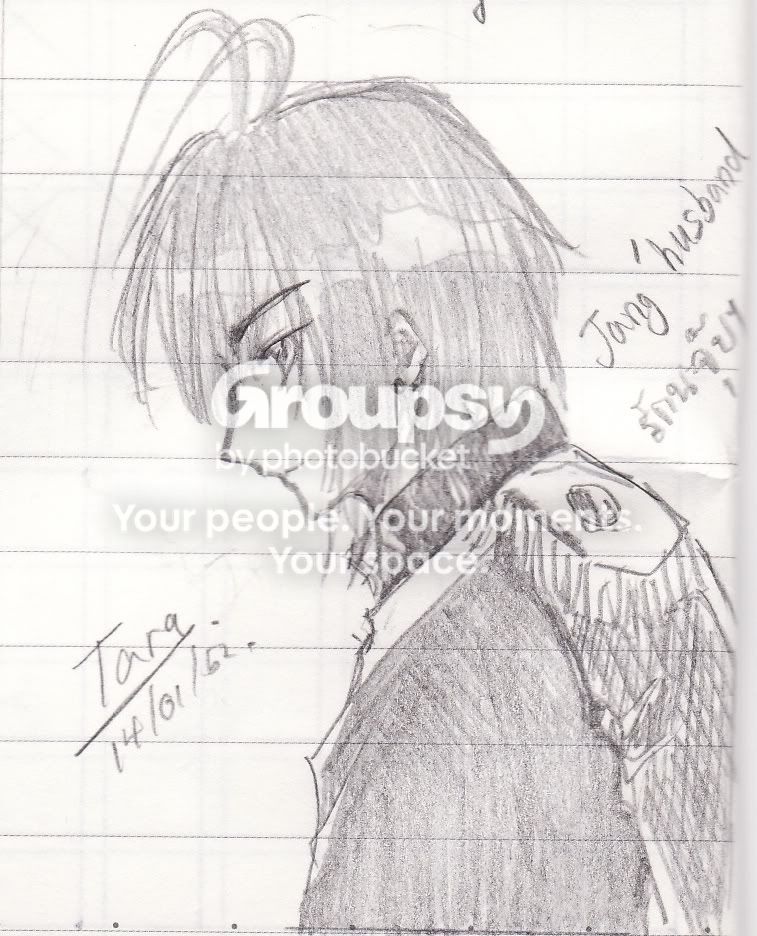 Jang 'husband
Groupsy
by photobucket
Your people. Your moments.
Your space.
Tara
14/01/52.